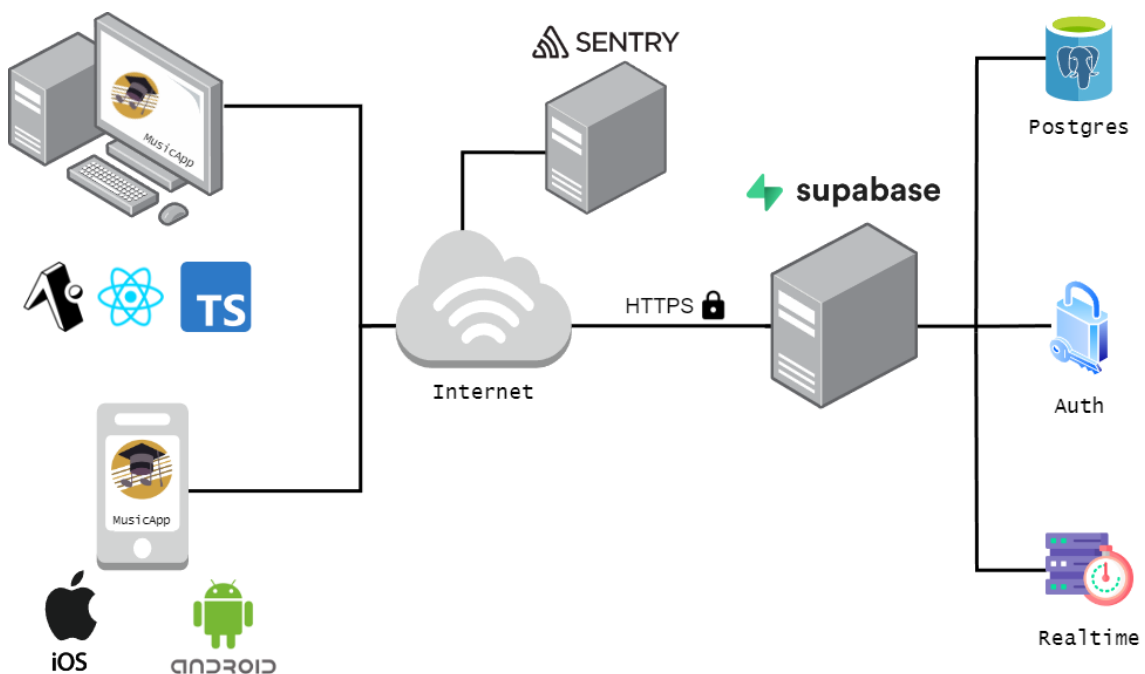 SENTRY
MusicApp
Postgres
supabase
TS
HTTPS
Internet
Auth
MusicApp
iOS
ANDROID
Realtime